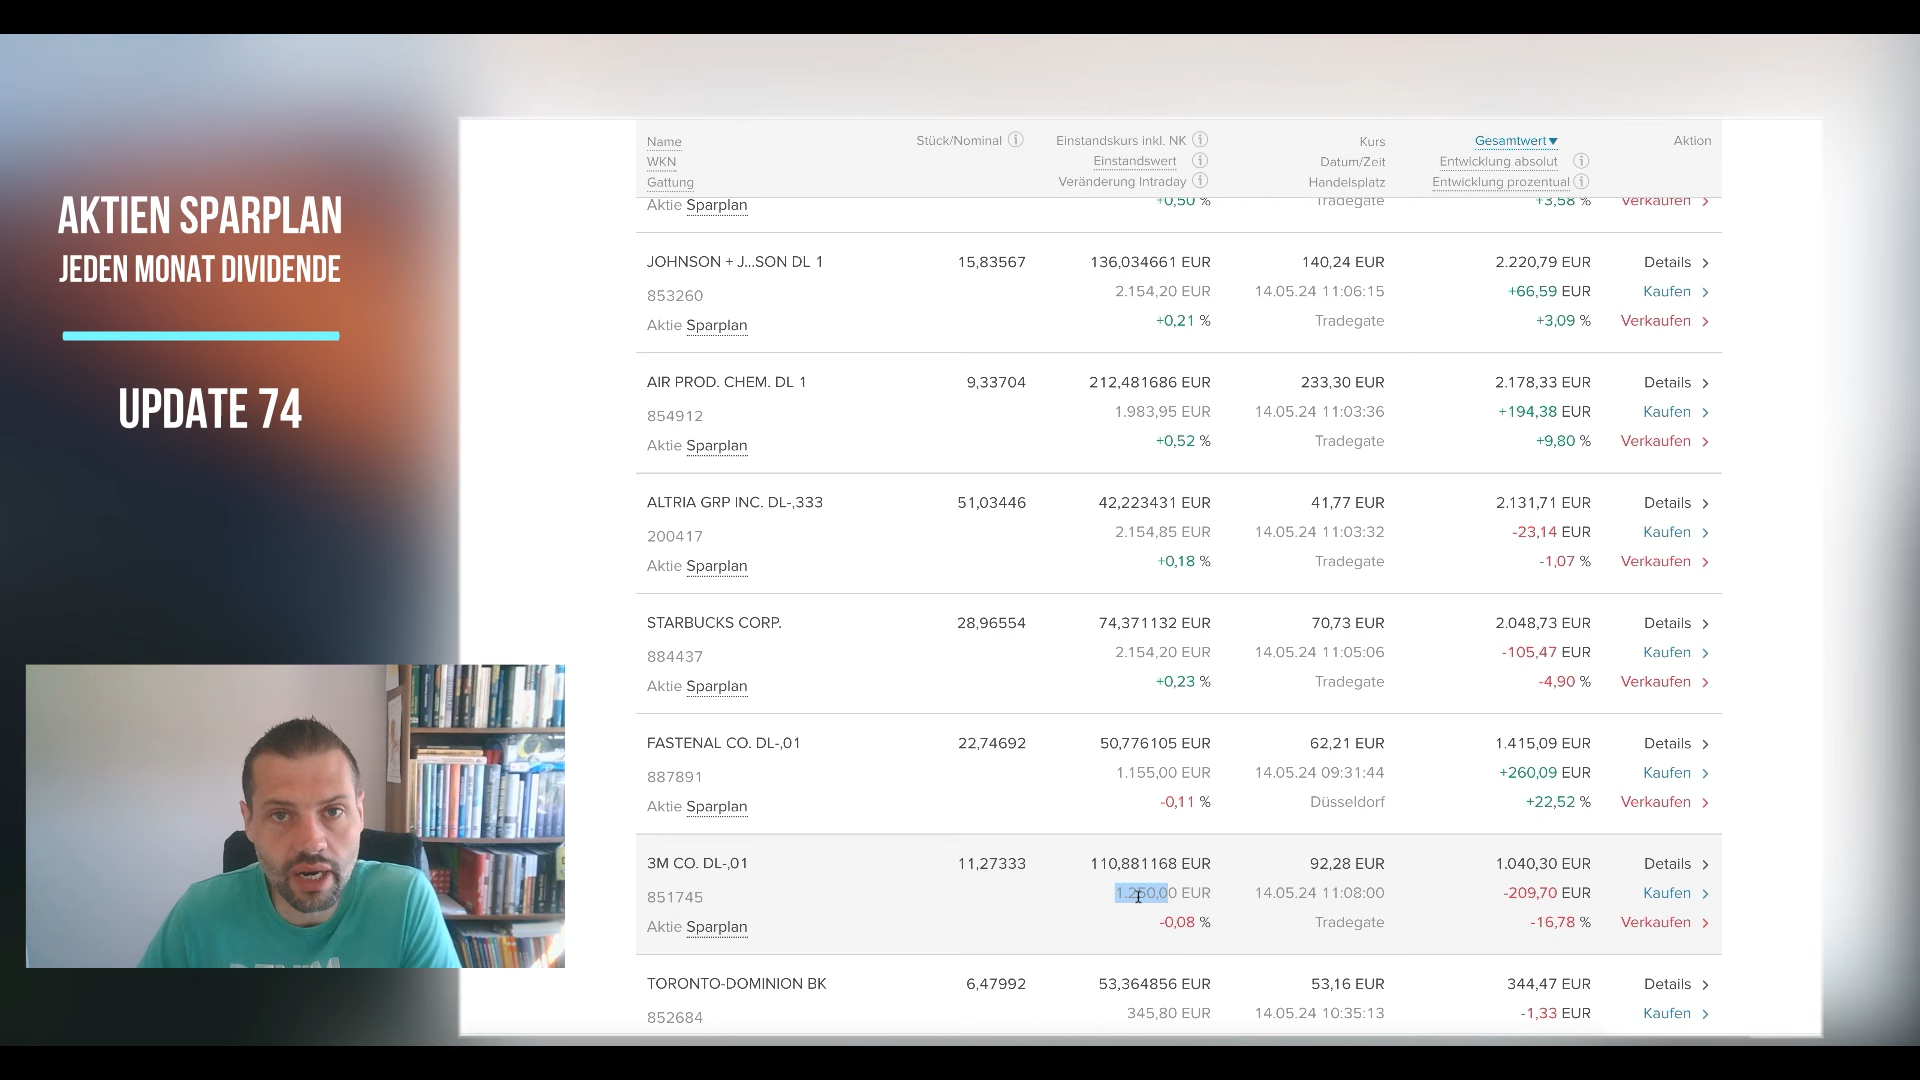 AKTIEN SPARPLAN
JEDEN MONAT DIVIDENDE
UPDATE 74
Name Stück/Nominal Einstandskurs inkl. NK Kurs Gesamtwert Aktion
WKN Einstandswert Datum/Zeit Entwicklung absolut
Gattung Veränderung Intraday Handelsplatz Entwicklung prozentual
Aktie Sparplan +0,50 % Tradegate +3,58 % Verkaufen
JOHNSON + J...SON DL 1 15,83567 136,034661 EUR 140,24 EUR 2.220,79 EUR Details
853260 2.154,20 EUR 14.05.24 11:06:15 +66,59 EUR Kaufen
Aktie Sparplan +0,21 % Tradegate +3,09 % Verkaufen
AIR PROD. CHEM. DL 1 9,33704 212,481686 EUR 233,30 EUR 2.178,33 EUR Details
854912 1.983,95 EUR 14.05.24 11:03:36 +194,38 EUR Kaufen
Aktie Sparplan +0,52 % Tradegate +9,80 % Verkaufen
ALTRIA GRP INC. DL-,333 51,03446 42,223431 EUR 41,77 EUR 2.131,71 EUR Details
200417 2.154,85 EUR 14.05.24 11:03:32 -23,14 EUR Kaufen
Aktie Sparplan +0,18 % Tradegate -1,07 % Verkaufen
STARBUCKS CORP. 28,96554 74,371132 EUR 70,73 EUR 2.048,73 EUR Details
884437 2.154,20 EUR 14.05.24 11:05:06 -105,47 EUR Kaufen
Aktie Sparplan +0,23 % Tradegate -4,90 % Verkaufen
FASTENAL CO. DL-,01 22,74692 50,776105 EUR 62,21 EUR 1.415,09 EUR Details
887891 1.155,00 EUR 14.05.24 09:31:44 +260,09 EUR Kaufen
Aktie Sparplan -0,11 % Düsseldorf +22,52 % Verkaufen
3M CO. DL-,01 11,27333 110,881168 EUR 92,28 EUR 1.040,30 EUR Details
851745 1.250,00 EUR 14.05.24 11:08:00 -209,70 EUR Kaufen
Aktie Sparplan -0,08 % Tradegate -16,78 % Verkaufen
TORONTO-DOMINION BK 6,47992 53,364856 EUR 53,16 EUR 344,47 EUR Details
852684 345,80 EUR 14.05.24 10:35:13 -1,33 EUR Kaufen